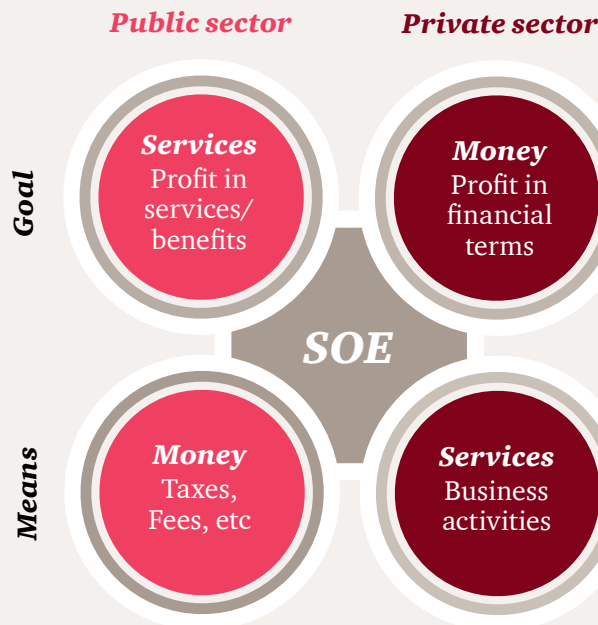 Public sector
Private sector
Goal
Services
Profit in
services/
benefits
Money
Profit in
financial
terms
SOE
Means
Money
Taxes,
Fees, etc
Services
Business
activities